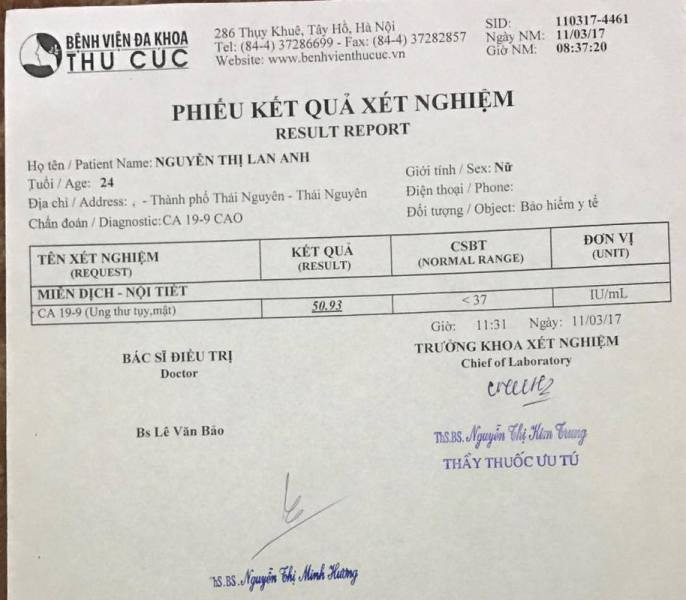 BỆNH VIỆN ĐA KHOA
THU CÚC
286 Thụy Khuê, Tây Hồ, Hà Nội
Tel: (84-4) 37286699 - Fax: (84-4) 37282857
Website: www.benhvienthucuc.vn
SID: 110317-4461
Ngày NM: 11/03/17
Giờ NM: 08:37:20
PHIẾU KẾT QUẢ XÉT NGHIỆM
RESULT REPORT
Họ tên / Patient Name: NGUYỄN THỊ LAN ANH
Giới tính / Sex: Nữ
Tuổi / Age: 24
Điện thoại / Phone:
Địa chỉ / Address: , - Thành phố Thái Nguyên - Thái Nguyên
Đối tượng / Object: Bảo hiểm y tế
Chẩn đoán / Diagnostic: CA 19-9 CAO
TÊN XÉT NGHIỆM KẾT QUẢ CSBT ĐƠN VỊ
(REQUEST) (RESULT) (NORMAL RANGE) (UNIT)
MIỄN DỊCH - NỘI TIẾT
CA 19-9 (Ung thư tụy,mật) 50.93 < 37 IU/mL
Giờ: 11:31 Ngày: 11/03/17
BÁC SĨ ĐIỀU TRỊ
Doctor
TRƯỞNG KHOA XÉT NGHIỆM
Chief of Laboratory
Bs Lê Văn Bảo
ThS.BS. Nguyễn Thị Kim Trung
THẦY THUỐC ƯU TÚ
ThS.BS. Nguyễn Thị Minh Hương